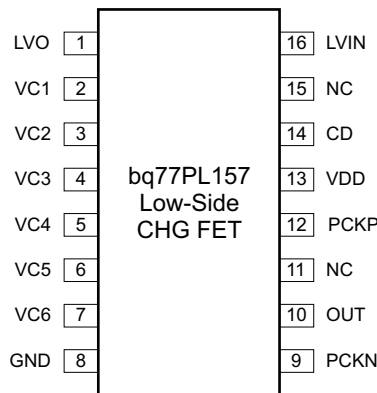 LVO 1
VC1 2
VC2 3
VC3 4
VC4 5
VC5 6
VC6 7
GND 8
bq77PL157
Low-Side
CHG FET
16 LVIN
15 NC
14 CD
13 VDD
12 PCKP
11 NC
10 OUT
9 PCKN